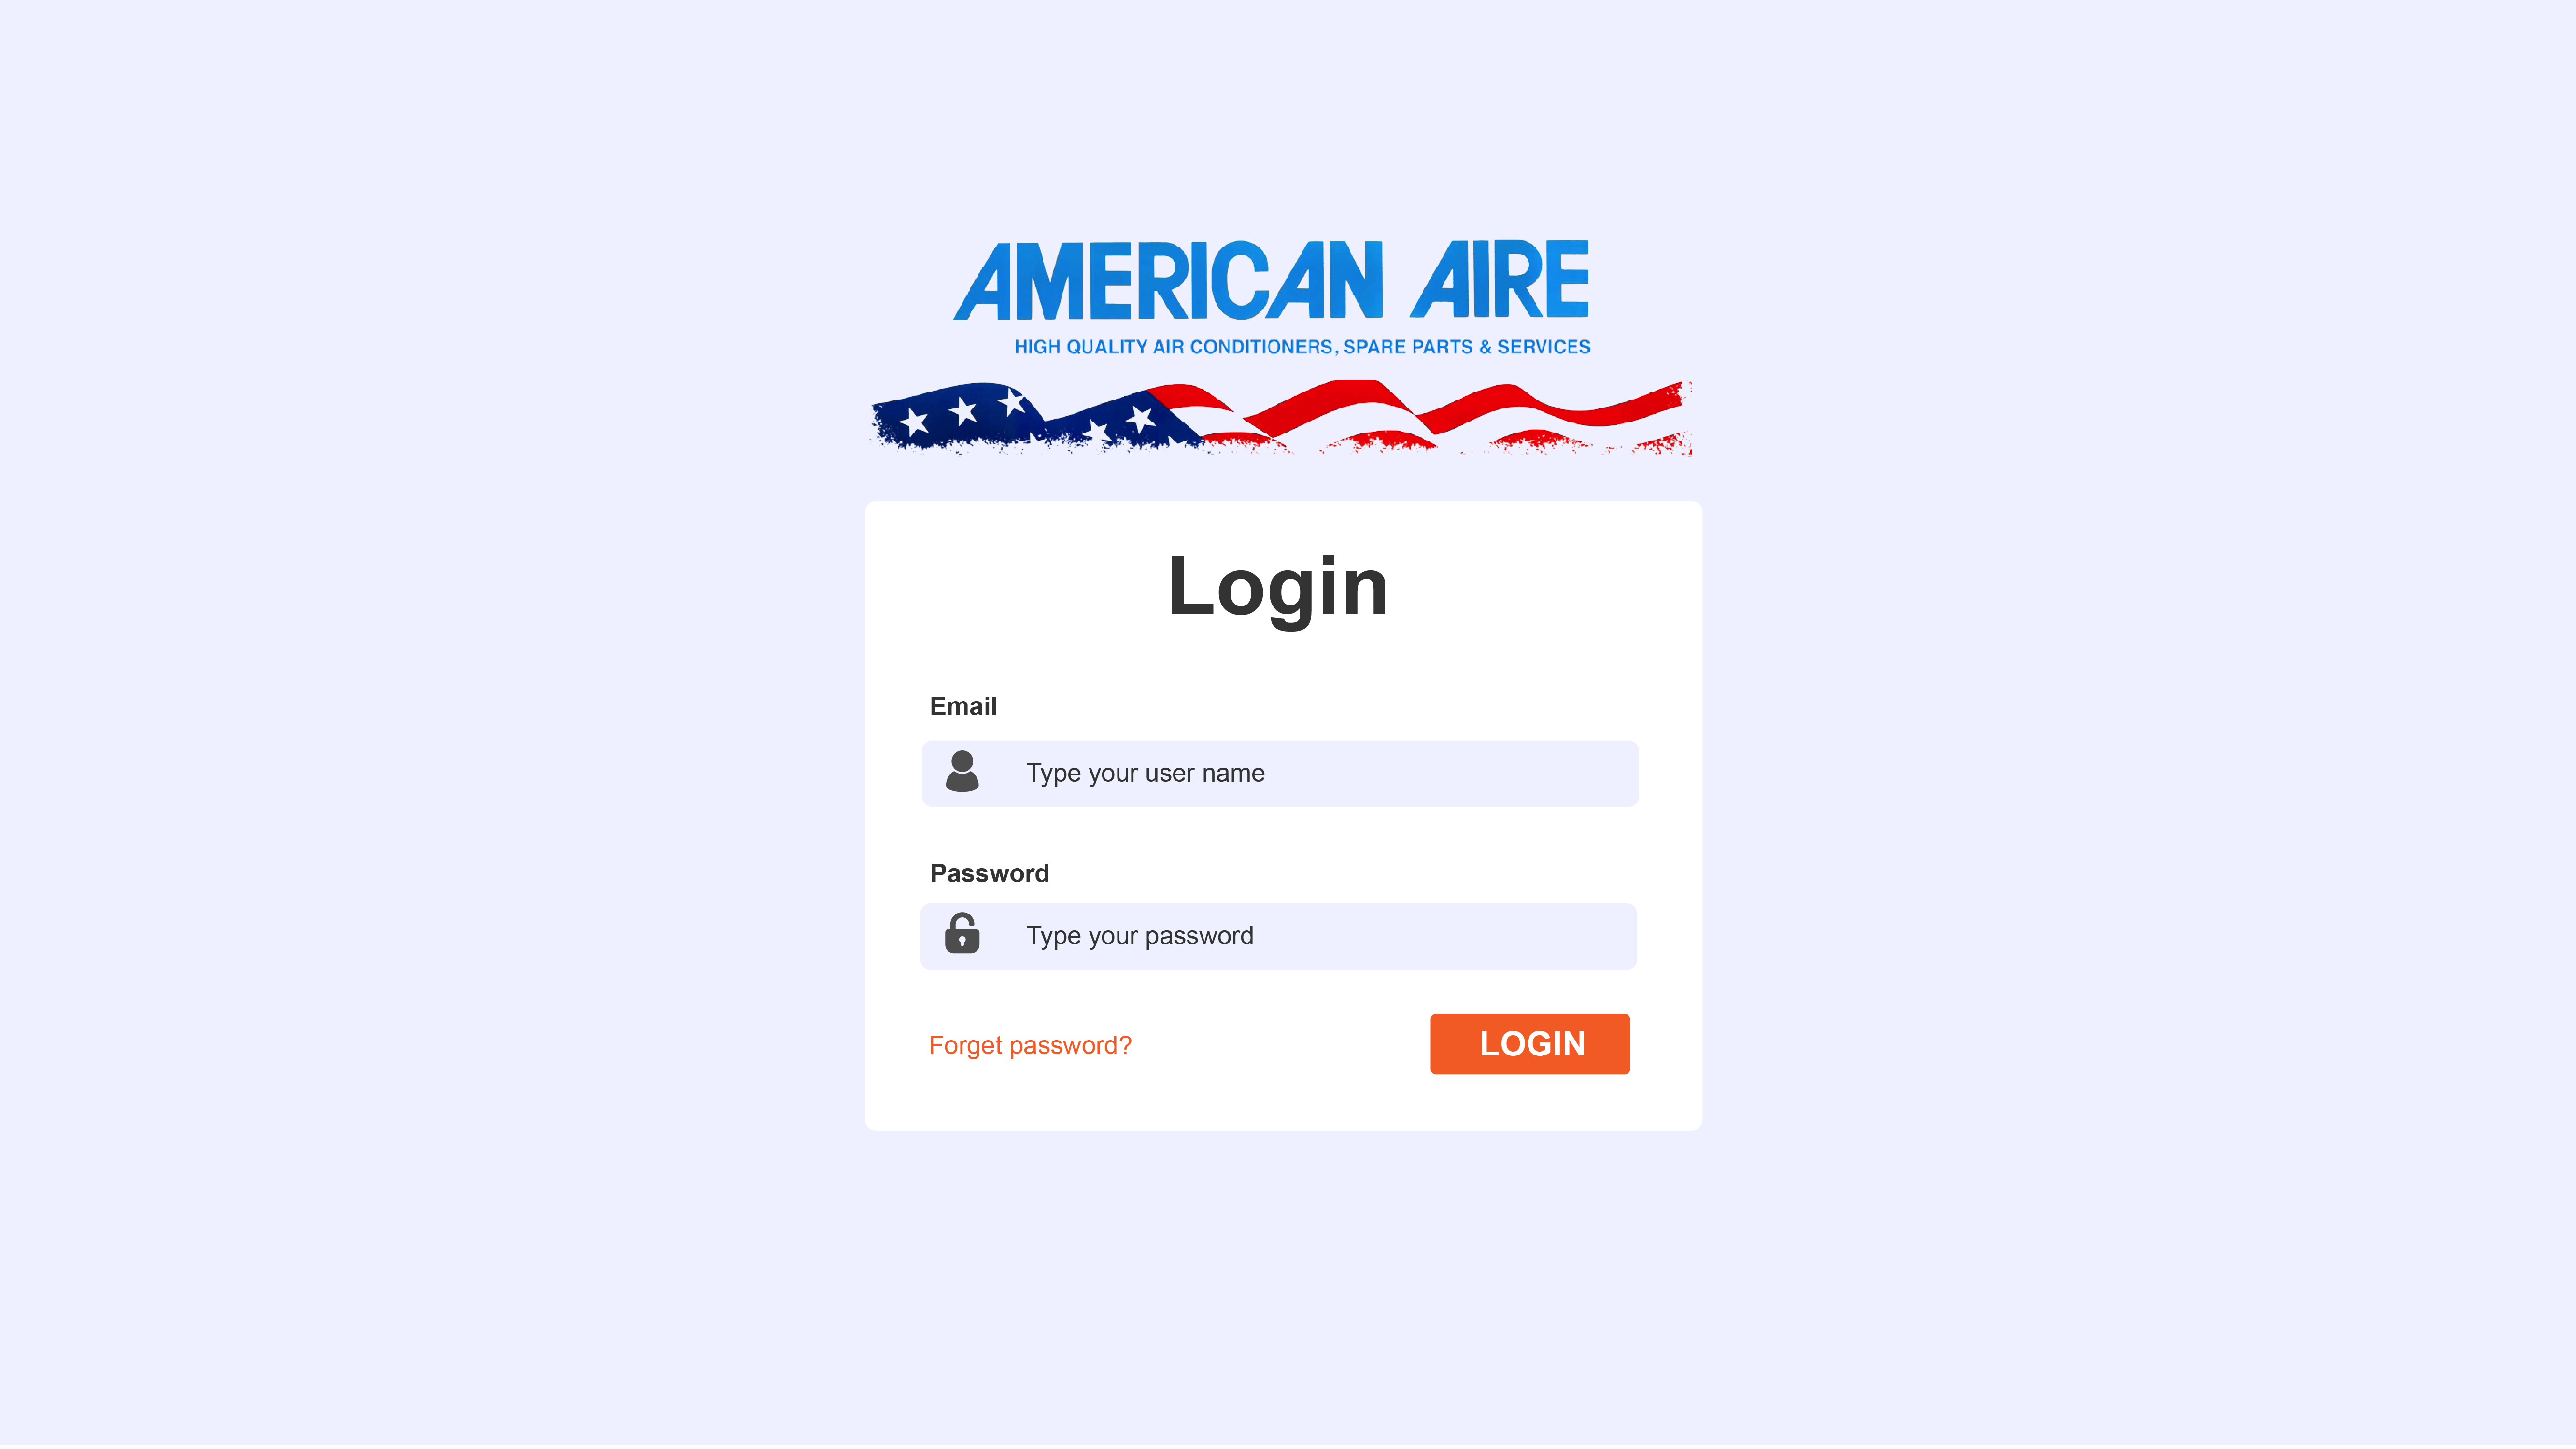 AMERICAN AIRE
HIGH QUALITY AIR CONDITIONERS, SPARE PARTS & SERVICES
Login
Email
Type your user name
Password
Type your password
Forget password?
LOGIN